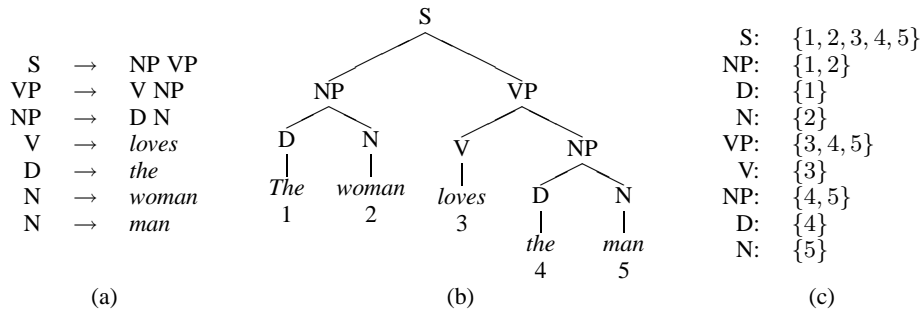 S → NP VP
VP → V NP
NP → D N
V → loves
D → the
N → woman
N → man
(a)
S
NP VP
D N V NP
The woman loves D N
1 2 3 the man
4 5
(b)
S: {1, 2, 3, 4, 5}
NP: {1, 2}
D: {1}
N: {2}
VP: {3, 4, 5}
V: {3}
NP: {4, 5}
D: {4}
N: {5}
(c)